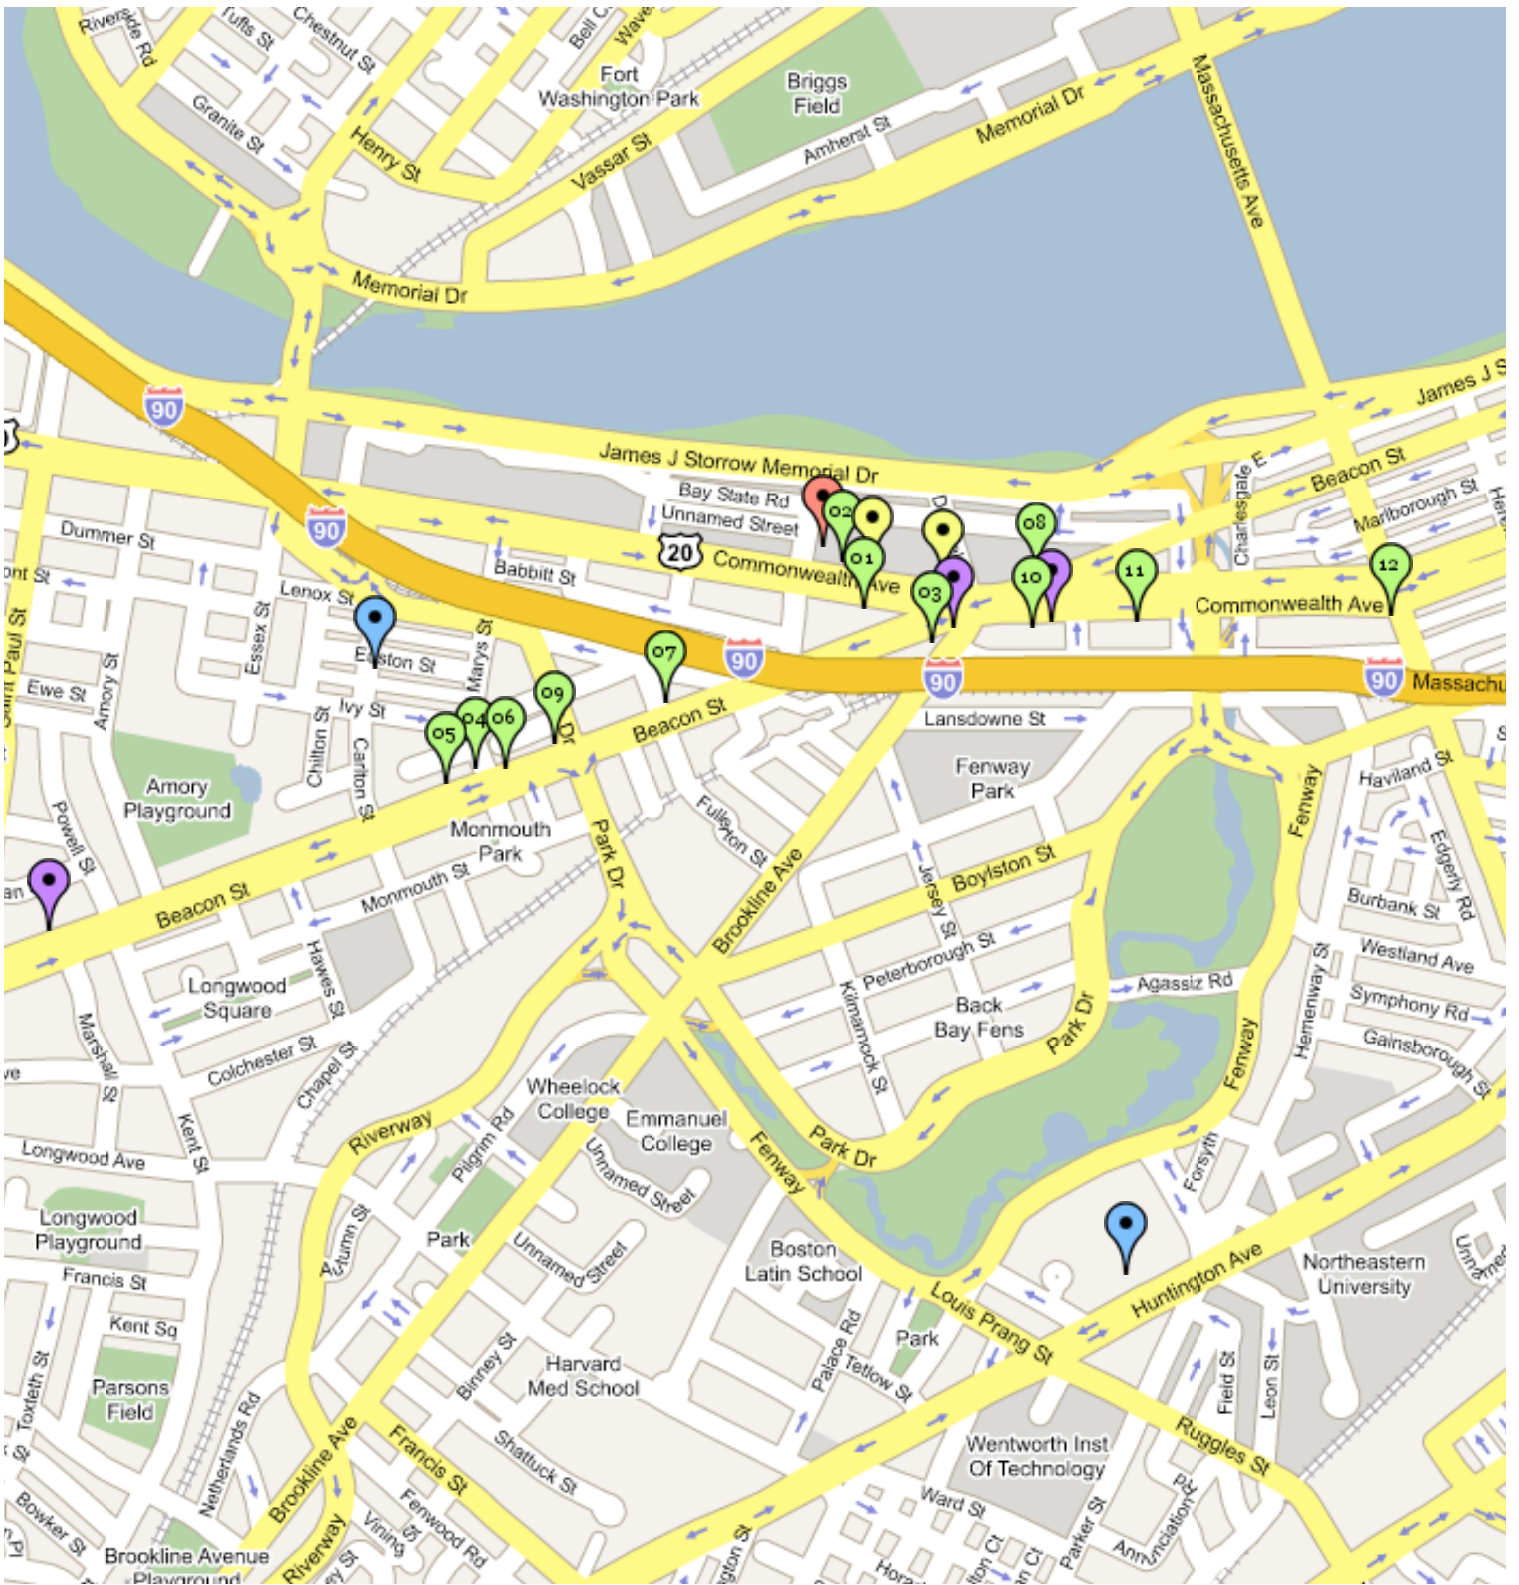 Riverside Rd
Tufts St
Chestnut St
Bell
Fort
Washington Park
Briggs
Field
Granite St
Henry St
Vassar St
Amherst St
Memorial Dr
Massachusetts Ave
Memorial Dr
90
James J S
James J Storrow Memorial Dr
Beacon St
Charlesgate E
Bay State Rd
Unnamed Street
Marlborough St
02
08
90
Dummer St
20
Commonwealth Ave
01
11
12
ont St
Babbitt St
Lenox St
03
10
Commonwealth Ave
Essex St
Saint Paul St
Euston St
Marys St
07
90
90
90
Massachu
Amory St
Ewe St
Ivy St
09
05
04
06
Dr
Beacon St
Lansdowne St
Chilton St
Carlton St
Fenway
Park
Haviland St
Fenway
Amory
Playground
Powell St
Monmouth
Park
Fullerton St
Park Dr
Boylston St
Edgerly Rd
Jersey St
Brookline Ave
Monmouth St
Beacon St
an
Burbank St
Westland Ave
Peterborough St
Hawes St
Longwood
Square
Kilmarnock St
Back
Bay Fens
Agassiz Rd
Park Dr
Hemenway St
Symphony Rd
Gainsborough St
Marshall St
Colchester St
Chapel St
ve
Fenway
Wheelock
College
Emmanuel
College
Kent St
Riverway
Pilgrim Rd
Longwood Ave
Unnamed Street
Fenway
Park Dr
Forsyth
Longwood
Playground
Autumn St
Park
Unnamed Street
Boston
Latin School
Francis St
Huntington Ave
Northeastern
University
Unnamed
Kent Sq
Louis Prang St
Park
Palace Rd
Tetlow St
Binney St
Harvard
Med School
Toxteth St
Parsons
Field
Netherlands Rd
Field St
Leon St
Brookline Ave
Francis St
Shattuck St
Wentworth Inst
Of Technology
Ruggles St
Ward St
Parker St
Annunciation Rd
Bowker St
Brookline Avenue
Playground
Riverway
Vining St
Fenwood Rd